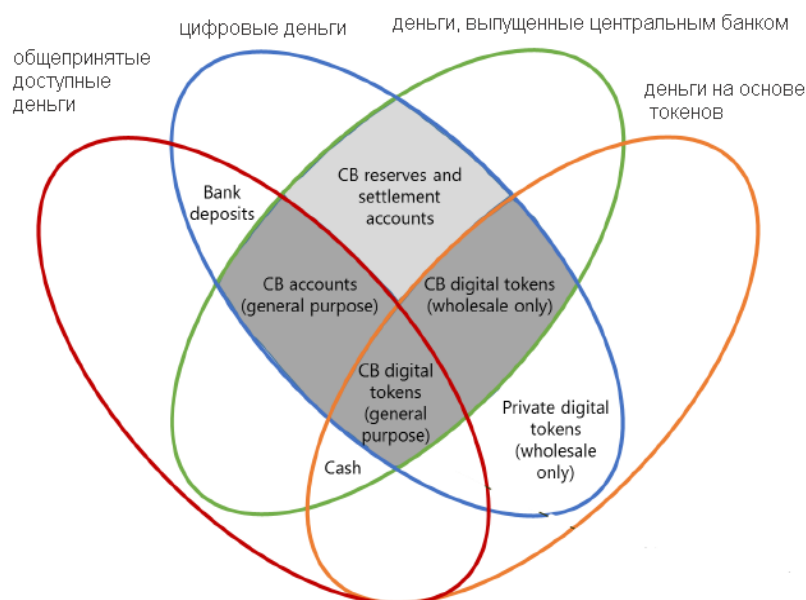 цифровые деньги
деньги, выпущенные центральным банком
общепринятые
доступные
деньги
деньги на основе
токенов
CB reserves and
settlement
accounts
Bank
deposits
CB accounts
(general purpose)
CB digital tokens
(wholesale only)
CB digital
tokens
(general
purpose)
Private digital
tokens
(wholesale
only)
Cash